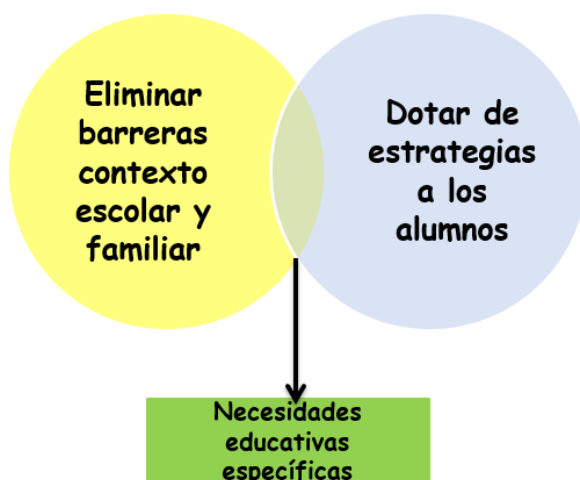 Eliminar
barreras
contexto
escolar y
familiar
Dotar de
estrategias
a los
alumnos
Necesidades
educativas
específicas